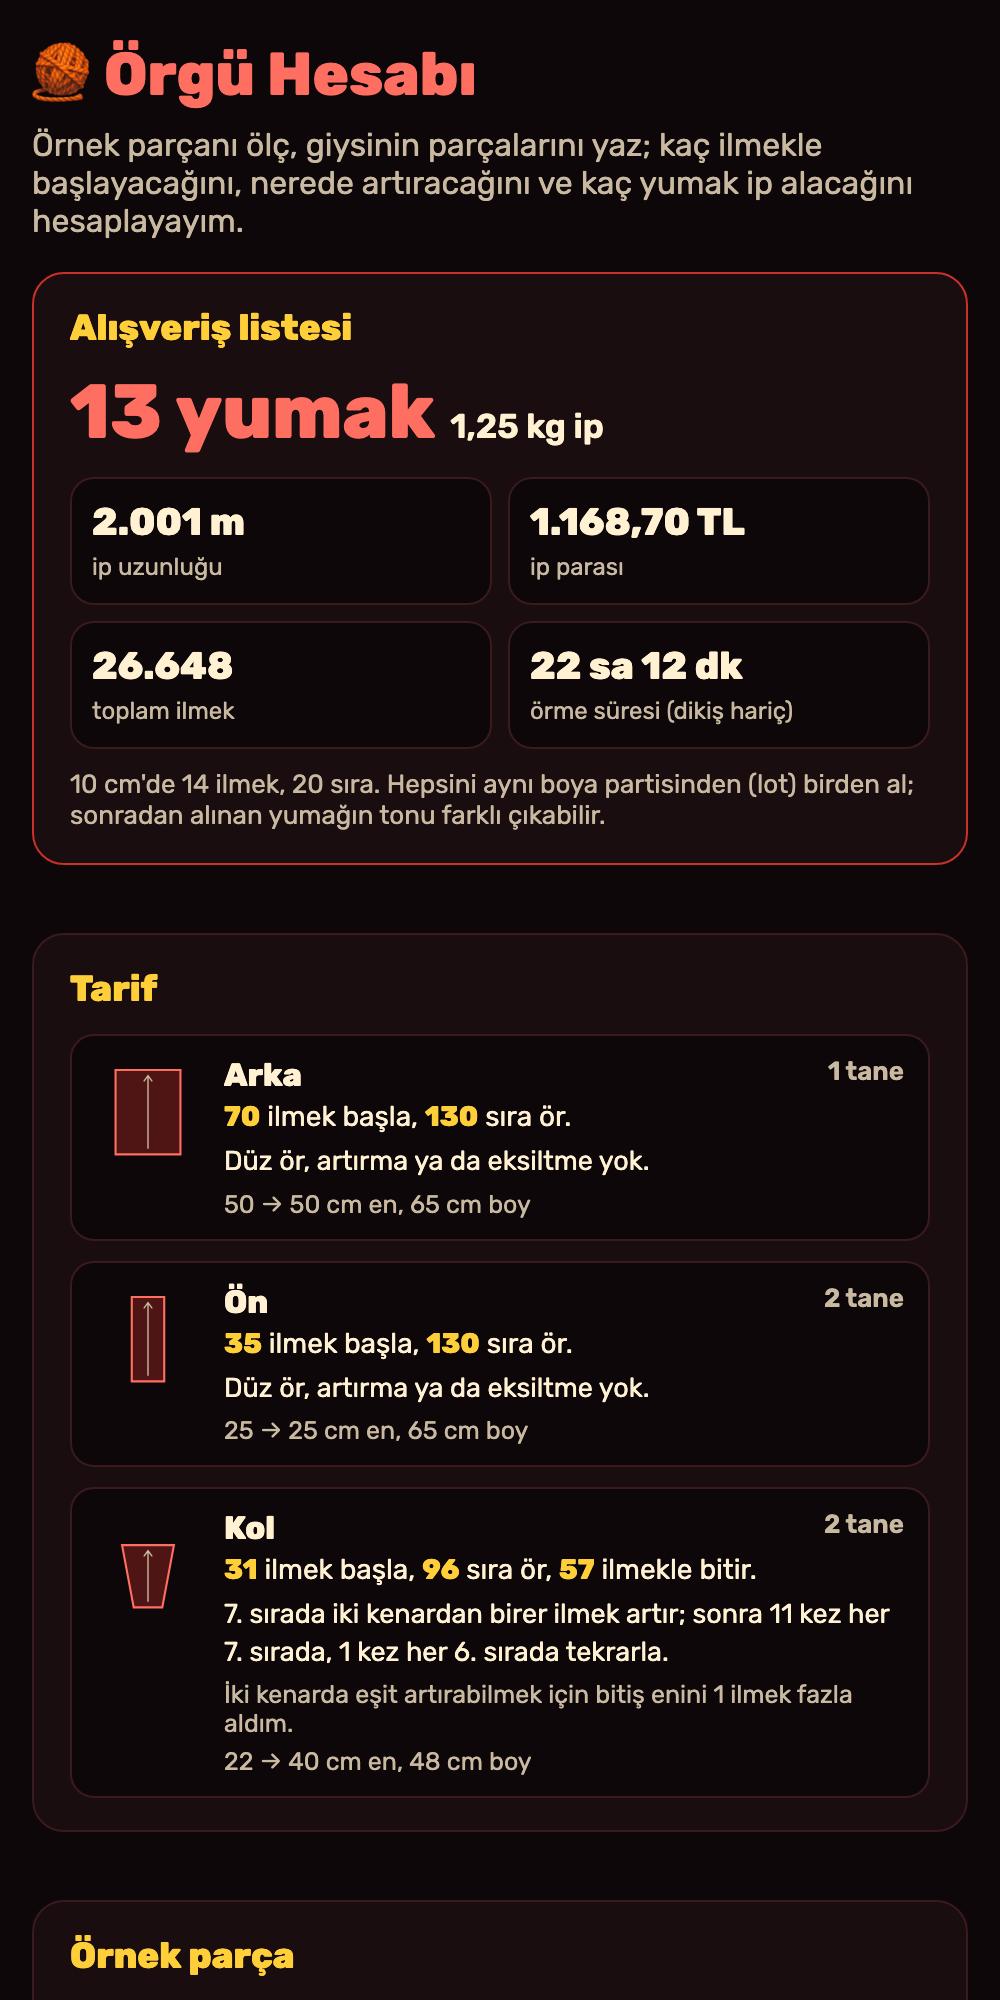 Örgü Hesabı
Örnek parçanı ölç, giysinin parçalarını yaz; kaç ilmekle
başlayacağını, nerede artıracağını ve kaç yumak ip alacağını
hesaplayayım.
Alışveriş listesi
13 yumak 1,25 kg ip
2.001 m
ip uzunluğu
1.168,70 TL
ip parası
26.648
toplam ilmek
22 sa 12 dk
örme süresi (dikiş hariç)
10 cm'de 14 ilmek, 20 sıra. Hepsini aynı boya partisinden (lot) birden al;
sonradan alınan yumağın tonu farklı çıkabilir.
Tarif
Arka 1 tane
70 ilmek başla, 130 sıra ör.
Düz ör, artırma ya da eksiltme yok.
50 → 50 cm en, 65 cm boy
Ön 2 tane
35 ilmek başla, 130 sıra ör.
Düz ör, artırma ya da eksiltme yok.
25 → 25 cm en, 65 cm boy
Kol 2 tane
31 ilmek başla, 96 sıra ör, 57 ilmekle bitir.
7. sırada iki kenardan birer ilmek artır; sonra 11 kez her
7. sırada, 1 kez her 6. sırada tekrarla.
İki kenarda eşit artırabilmek için bitiş enini 1 ilmek fazla
aldım.
22 → 40 cm en, 48 cm boy
Örnek parça